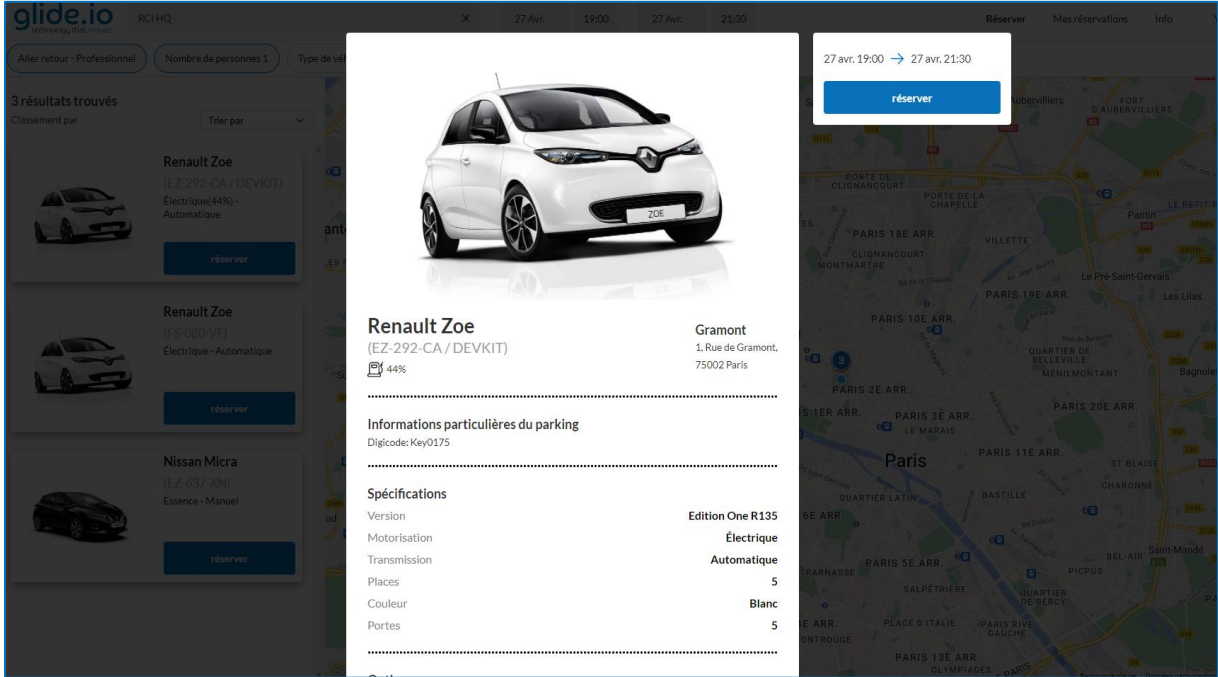 glide.io
technology that moves
RCI HQ
27 Avr. 19:00 27 Avr. 21:30
Réserver Mes réservations Info
Aller retour - Professionnel Nombre de personnes 1
3 résultats trouvés
Classement par Trier par
Renault Zoe
(EZ-292-CA / DEVKIT)
Électrique(44%) -
Automatique
réserver
Renault Zoe
(FS-080-VF)
Électrique - Automatique
réserver
Nissan Micra
(EZ-637-XN)
Essence - Manuel
réserver
ZOE
Renault Zoe
(EZ-292-CA / DEVKIT)
44%
Gramont
1, Rue de Gramont,
75002 Paris
Informations particulières du parking
Digicode: Key0175
Spécifications
Version Edition One R135
Motorisation Électrique
Transmission Automatique
Places 5
Couleur Blanc
Portes 5
27 avr. 19:00 → 27 avr. 21:30
réserver
Aubervilliers
FORT
D'AUBERVILLIERS
PORTE DE
CLIGNANCOURT
PORTE DE LA
CHAPELLE
Pantin
PARIS 18E ARR.
VILLETTE
CLIGNANCOURT
MONTMARTRE
Le Pré-Saint-Gervais
PARIS 19E ARR.
Les Lilas
PARIS 10E ARR.
QUARTIER DE
BELLEVILLE
MÉNILMONTANT
Bagnolet
3
PARIS 2E ARR.
PARIS 3E ARR.
LE MARAIS
PARIS 20E ARR.
Paris
PARIS 11E ARR.
ST BLAISE
CHARONNE
QUARTIER LATIN
BASTILLE
BEL-AIR
Saint-Mandé
PARIS 5E ARR.
PICPUS
SALPÊTRIÈRE
QUARTIER
DE BERCY
PLACE D'ITALIE
PARIS RIVE
GAUCHE
PARIS 13E ARR.
OLYMPIADES